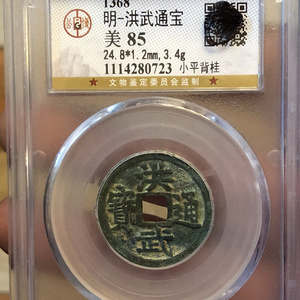 1368
明-洪武通宝
美 85
24.8*1.2mm, 3.4g
1114280723 小平背桂
★ 文物鉴定委员会监制 ★
洪武通寳